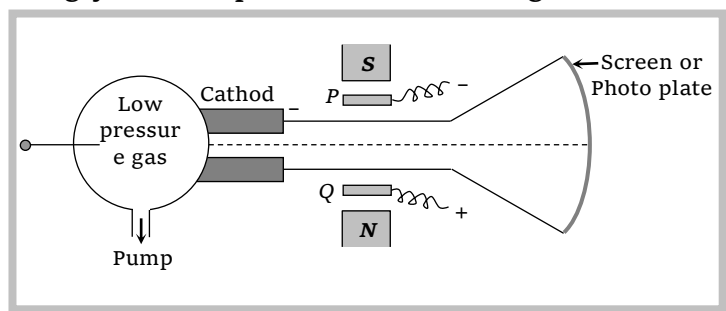 S
Screen or
Photo plate
Cathod
–
P
–
Low
pressur
e gas
Q
+
N
Pump